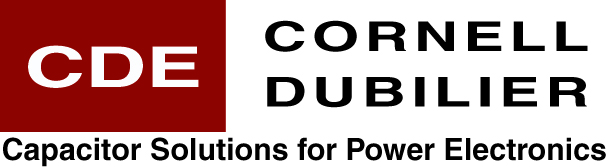 CDE
CORNELL
DUBILIER
Capacitor Solutions for Power Electronics